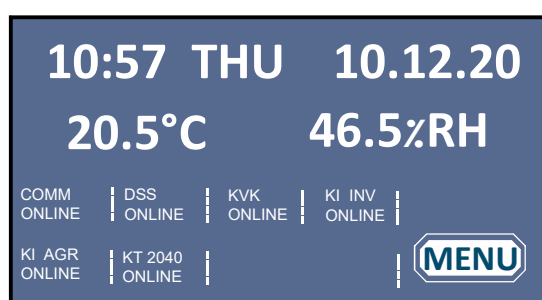 10:57 THU 10.12.20
20.5°C 46.5%RH
COMM DSS KVK KI INV
ONLINE ONLINE ONLINE ONLINE
KI AGR KT 2040
ONLINE ONLINE
MENU